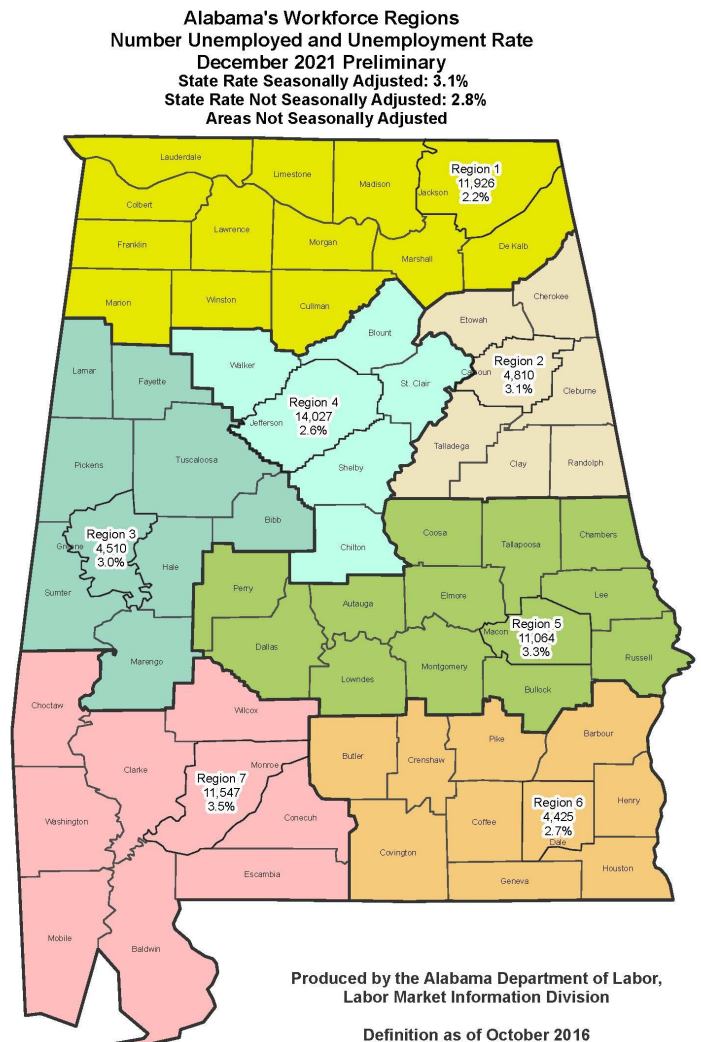 Alabama's Workforce Regions
Number Unemployed and Unemployment Rate
December 2021 Preliminary
State Rate Seasonally Adjusted: 3.1%
State Rate Not Seasonally Adjusted: 2.8%
Areas Not Seasonally Adjusted
Lauderdale
Limestone
Madison
Jackson
Region 1
11,926
2.2%
Colbert
Lawrence
Franklin
Morgan
Marshall
De Kalb
Marion
Winston
Cullman
Cherokee
Etowah
Blount
Walker
Lamar
Fayette
St. Clair
Calhoun
Region 2
4,810
3.1%
Cleburne
Jefferson
Region 4
14,027
2.6%
Talladega
Pickens
Tuscaloosa
Shelby
Clay
Randolph
Bibb
Coosa
Tallapoosa
Chambers
Greene
Region 3
4,510
3.0%
Chilton
Hale
Sumter
Perry
Autauga
Elmore
Lee
Macon
Region 5
11,064
3.3%
Dallas
Marengo
Lowndes
Montgomery
Russell
Bullock
Choctaw
Wilcox
Butler
Crenshaw
Pike
Barbour
Clarke
Monroe
Region 7
11,547
3.5%
Washington
Conecuh
Coffee
Region 6
4,425
2.7%
Henry
Dale
Covington
Escambia
Geneva
Houston
Mobile
Baldwin
Produced by the Alabama Department of Labor,
Labor Market Information Division
Definition as of October 2016